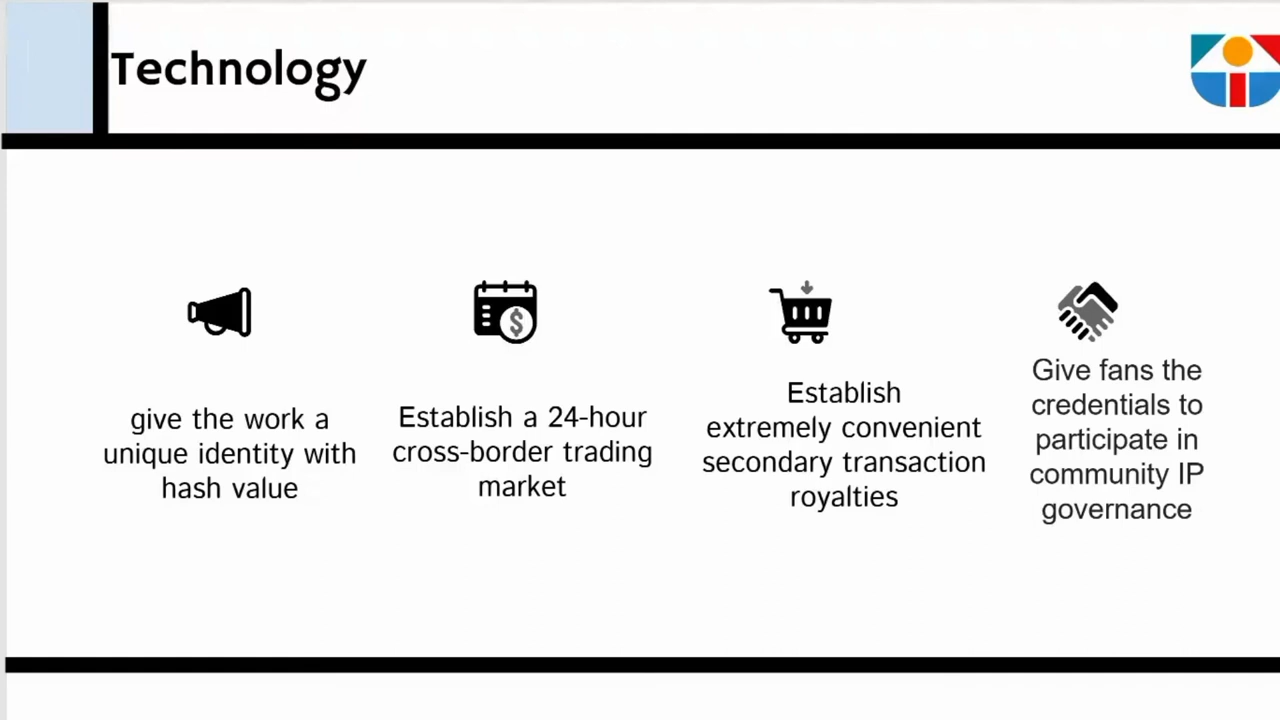 Technology
give the work a
unique identity with
hash value
Establish a 24-hour
cross-border trading
market
Establish
extremely convenient
secondary transaction
royalties
Give fans the
credentials to
participate in
community IP
governance